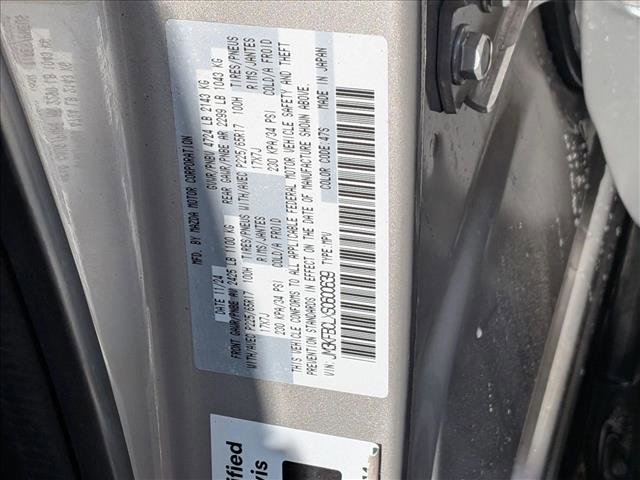 MFD. BY MAZDA MOTOR CORPORATION
DATE 11/24 GVWR/PNBV 4724 LB 2143 KG
FRONT GAWR/PNBE AV 2425 LB 1100 KG REAR GAWR/PNBE AR 2299 LB 1043 KG
WITH/AVEC P225/65R17 100H TIRES/PNEUS WITH/AVEC P225/65R17 100H TIRES/PNEUS
17X7J RIMS/JANTES 17X7J RIMS/JANTES
230 KPA/34 PSI COLD/A FROID 230 KPA/34 PSI COLD/A FROID
THIS VEHICLE CONFORMS TO ALL APPLICABLE FEDERAL MOTOR VEHICLE SAFETY AND THEFT
PREVENTION STANDARDS IN EFFECT ON THE DATE OF MANUFACTURE SHOWN ABOVE.
VIN: JM3KFBCLXS0600639 TYPE:MPV COLOR CODE:47S MADE IN JAPAN
ified
vis